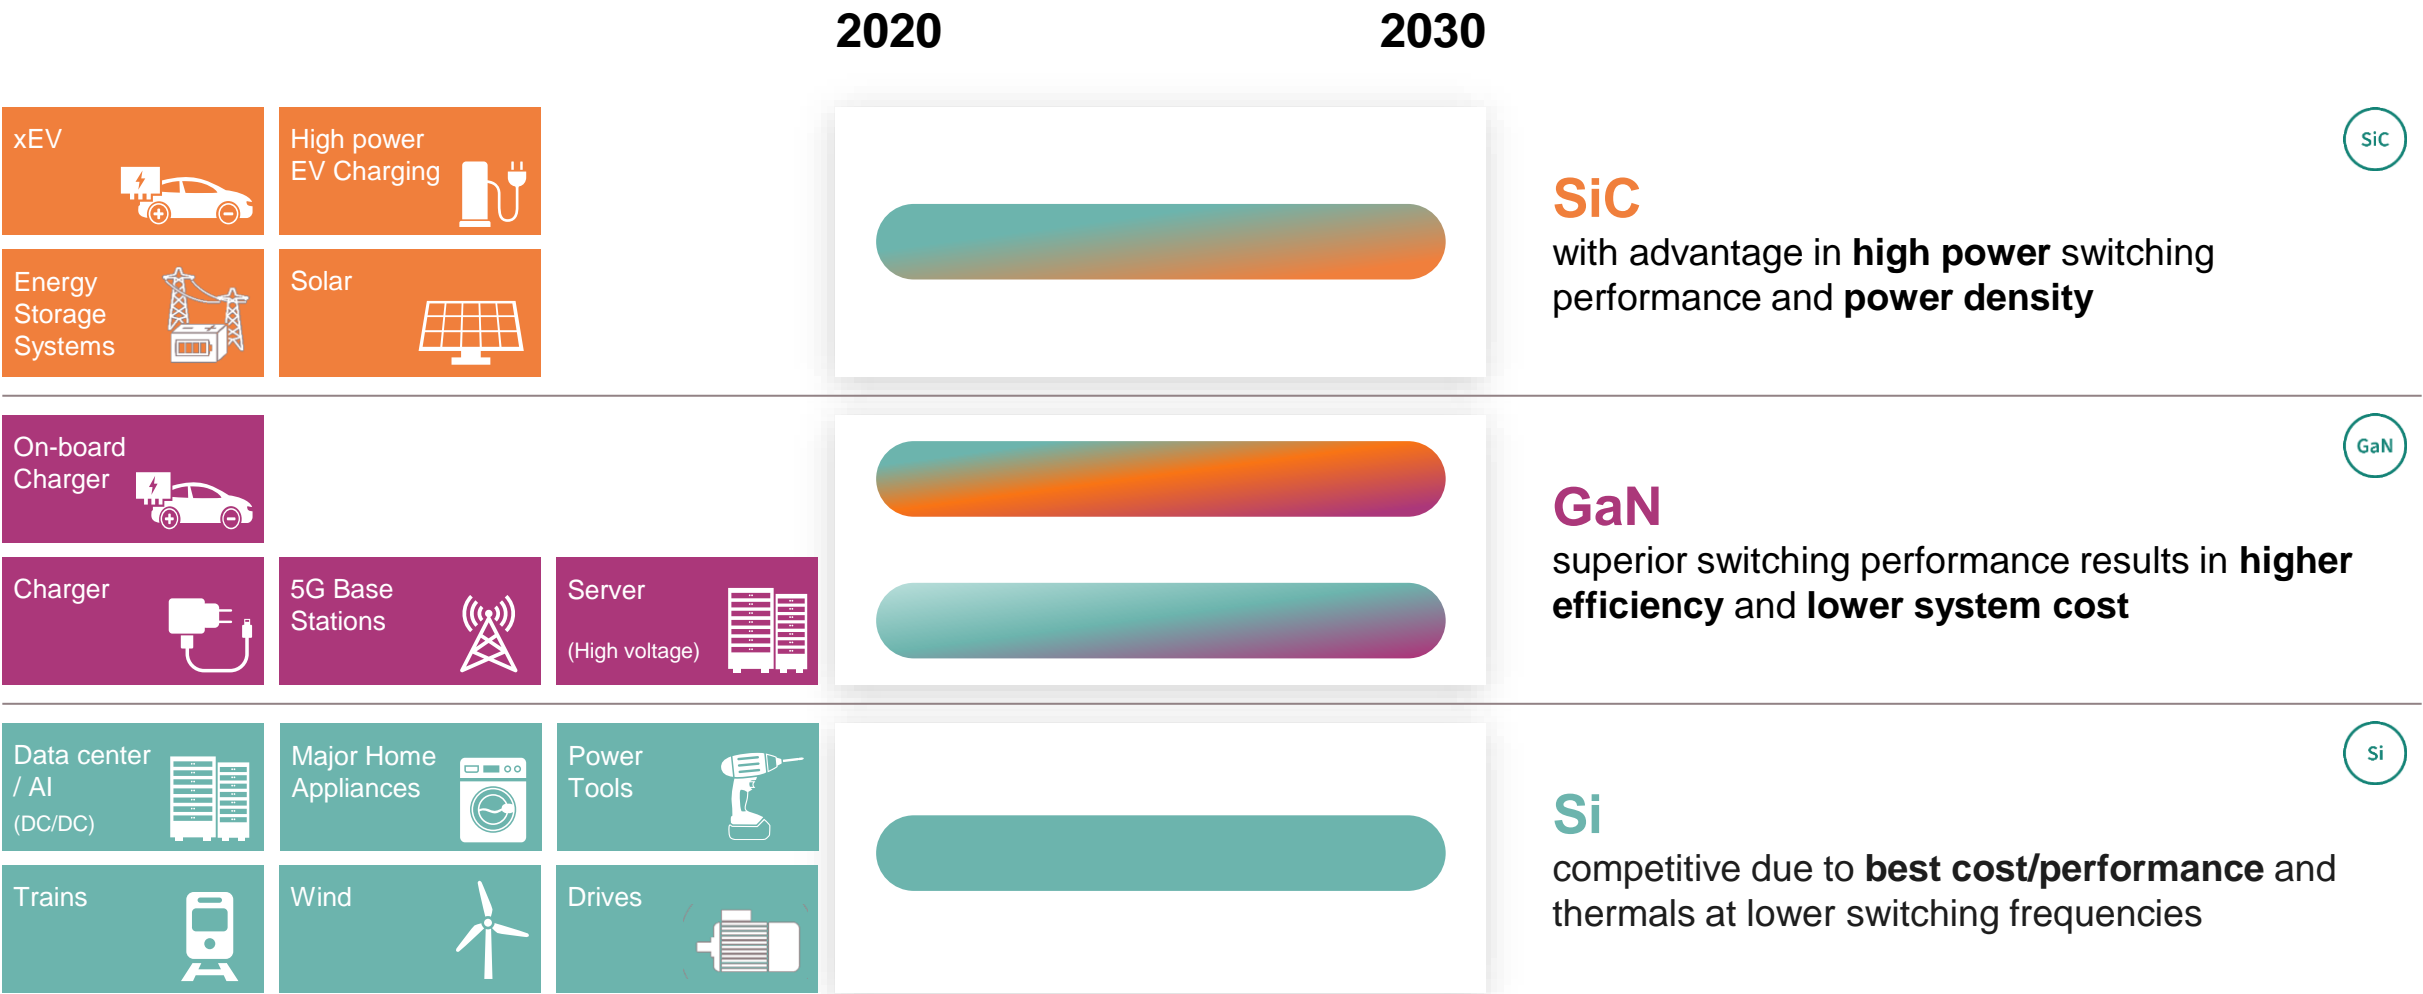 2020
2030
xEV
High power
EV Charging
Energy
Storage
Systems
Solar
SiC
SiC
with advantage in high power switching
performance and power density
On-board
Charger
Charger
5G Base
Stations
Server
(High voltage)
GaN
GaN
superior switching performance results in higher
efficiency and lower system cost
Data center
/ AI
(DC/DC)
Major Home
Appliances
Power
Tools
Trains
Wind
Drives
Si
Si
competitive due to best cost/performance and
thermals at lower switching frequencies